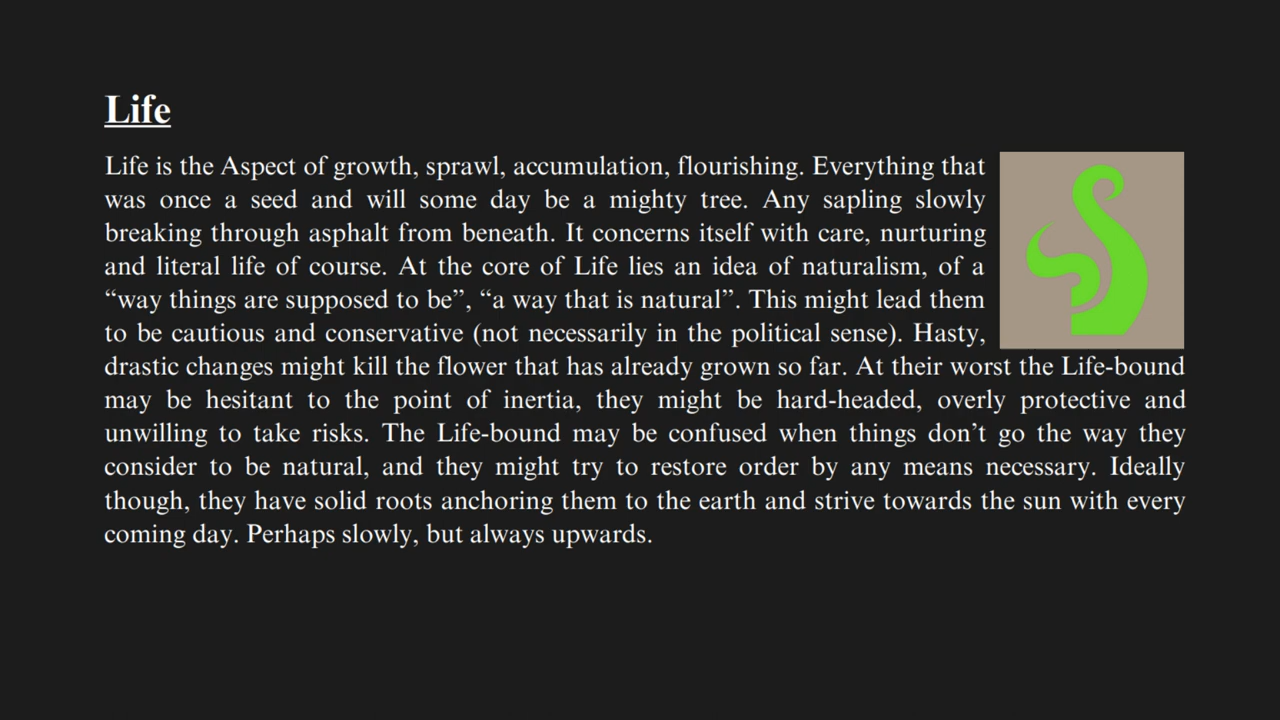 Life
Life is the Aspect of growth, sprawl, accumulation, flourishing. Everything that
was once a seed and will some day be a mighty tree. Any sapling slowly
breaking through asphalt from beneath. It concerns itself with care, nurturing
and literal life of course. At the core of Life lies an idea of naturalism, of a
“way things are supposed to be”, “a way that is natural”. This might lead them
to be cautious and conservative (not necessarily in the political sense). Hasty,
drastic changes might kill the flower that has already grown so far. At their worst the Life-bound
may be hesitant to the point of inertia, they might be hard-headed, overly protective and
unwilling to take risks. The Life-bound may be confused when things don’t go the way they
consider to be natural, and they might try to restore order by any means necessary. Ideally
though, they have solid roots anchoring them to the earth and strive towards the sun with every
coming day. Perhaps slowly, but always upwards.